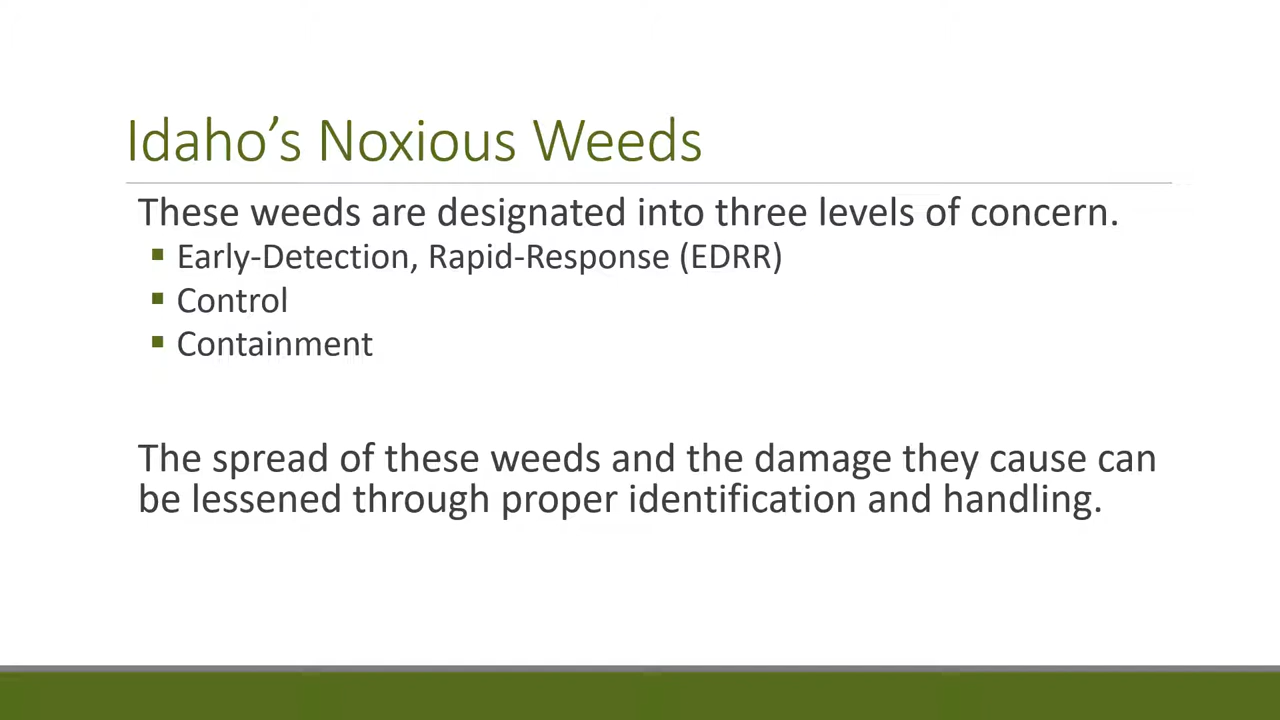 Idaho’s Noxious Weeds
These weeds are designated into three levels of concern.
▪ Early-Detection, Rapid-Response (EDRR)
▪ Control
▪ Containment
The spread of these weeds and the damage they cause can
be lessened through proper identification and handling.